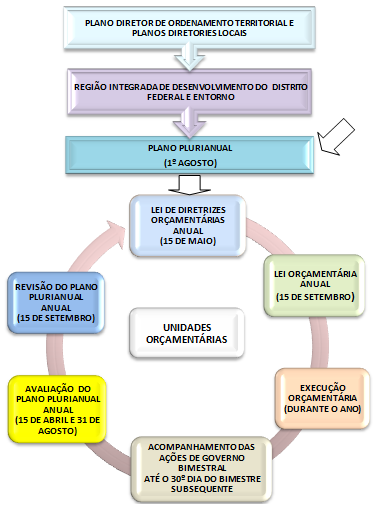 PLANO DIRETOR DE ORDENAMENTO TERRITORIAL E
PLANOS DIRETORIES LOCAIS
REGIÃO INTEGRADA DE DESENVOLVIMENTO DO DISTRITO
FEDERAL E ENTORNO
PLANO PLURIANUAL
(1º AGOSTO)
LEI DE DIRETRIZES
ORÇAMENTÁRIAS
ANUAL
(15 DE MAIO)
LEI ORÇAMENTÁRIA
ANUAL
(15 DE SETEMBRO)
EXECUÇÃO
ORÇAMENTÁRIA
(DURANTE O ANO)
ACOMPANHAMENTO DAS
AÇÕES DE GOVERNO
BIMESTRAL
ATÉ O 30º DIA DO BIMESTRE
SUBSEQUENTE
AVALIAÇÃO DO
PLANO PLURIANUAL
ANUAL
(15 DE ABRIL E 31 DE
AGOSTO)
REVISÃO DO PLANO
PLURIANUAL
ANUAL
(15 DE SETEMBRO)
UNIDADES
ORÇAMENTÁRIAS